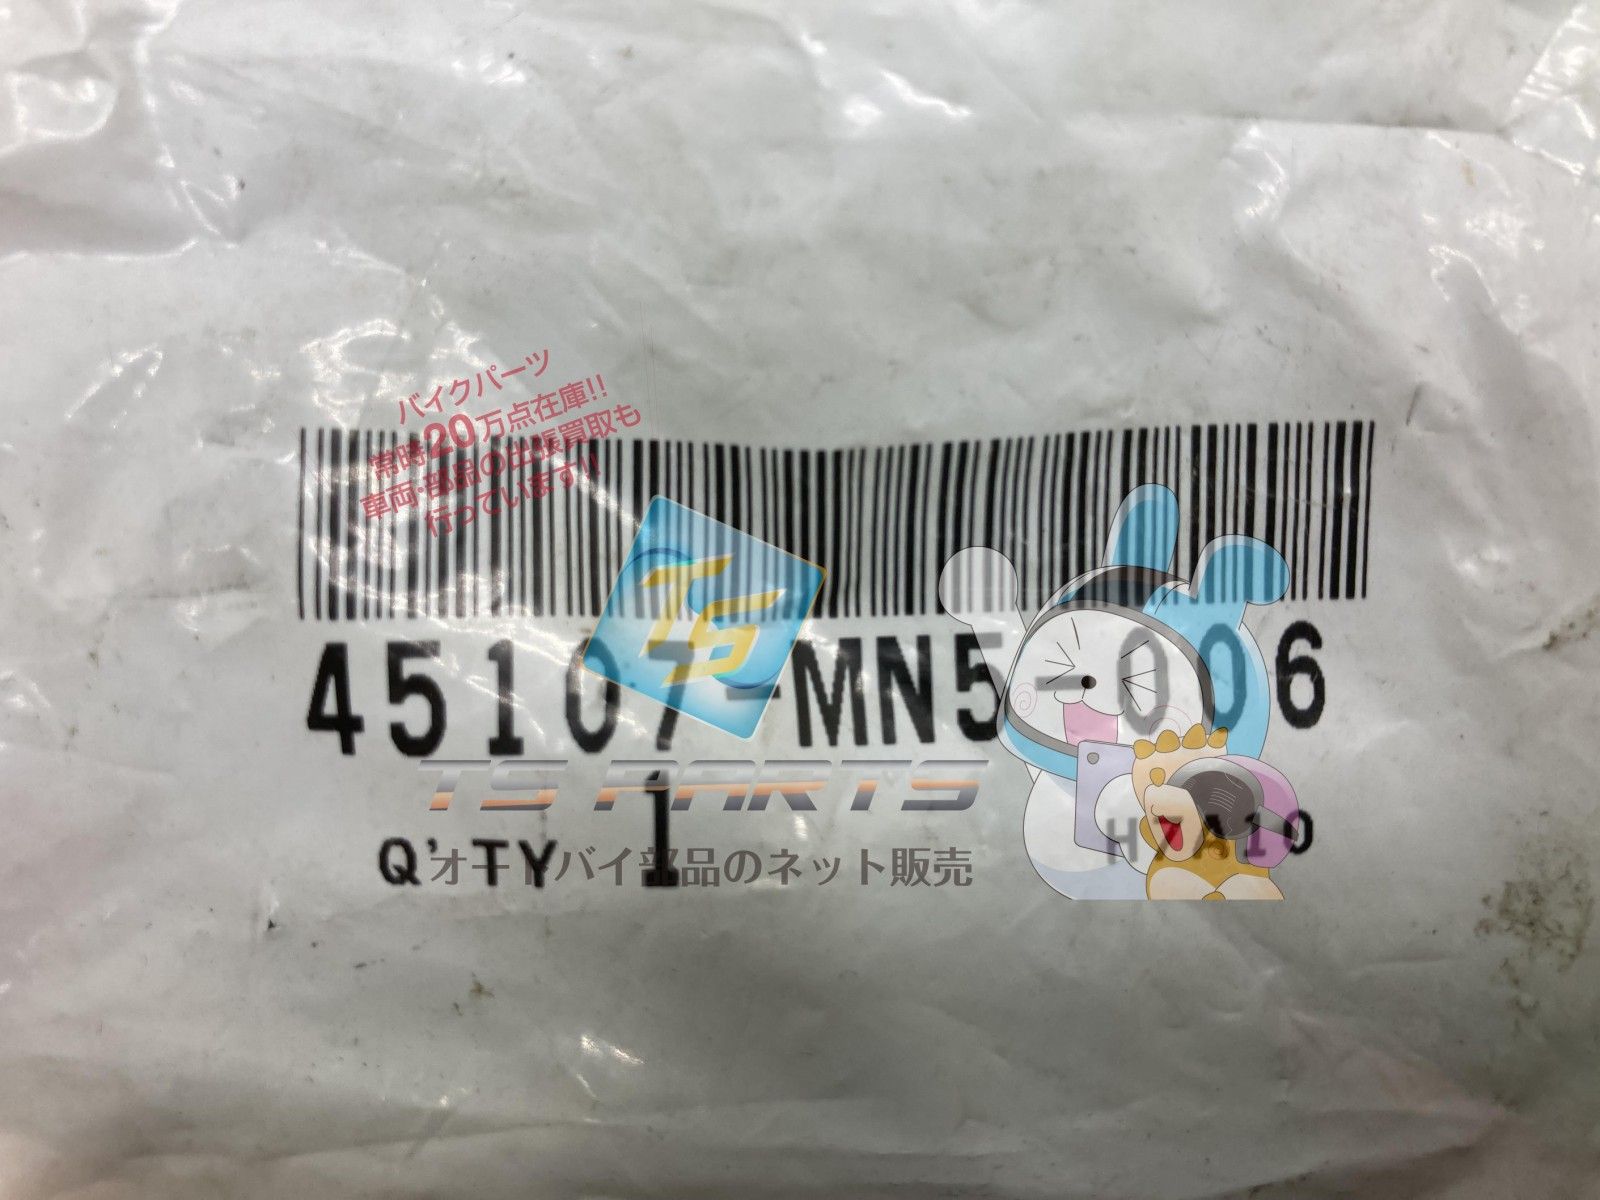 バイクパーツ
常時20万点在庫!!
車両・部品の出張買取も
行っています!!
TS
45107-MN5-006
TS PARTS
Q'TY 1
オートバイ部品のネット販売
H7A10